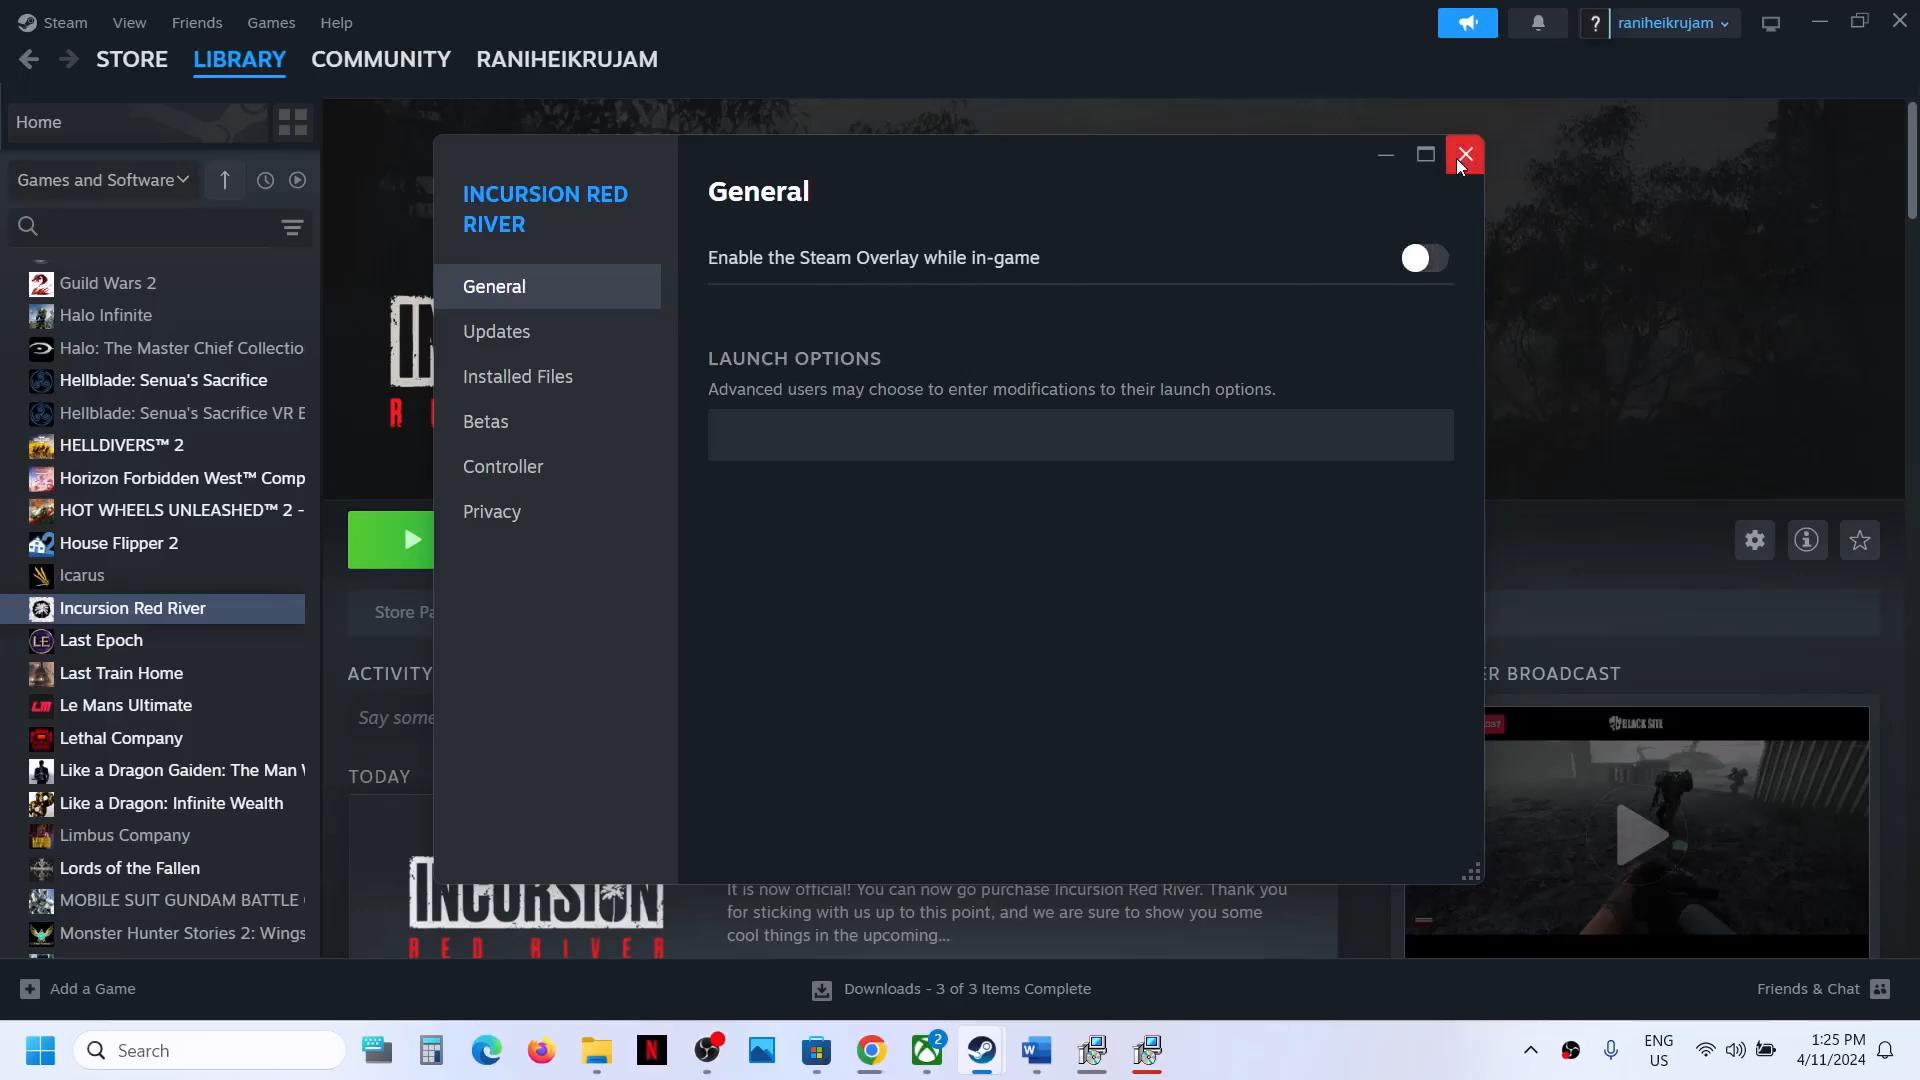 Steam View Friends Games Help
raniheikrujam
STORE LIBRARY COMMUNITY RANIHEIKRUJAM
Home
Games and Software
Guild Wars 2
Halo Infinite
Halo: The Master Chief Collectio
Hellblade: Senua's Sacrifice
Hellblade: Senua's Sacrifice VR E
HELLDIVERS™ 2
Horizon Forbidden West™ Comp
HOT WHEELS UNLEASHED™ 2 -
House Flipper 2
Icarus
Incursion Red River
Last Epoch
Last Train Home
Le Mans Ultimate
Lethal Company
Like a Dragon Gaiden: The Man
Like a Dragon: Infinite Wealth
Limbus Company
Lords of the Fallen
MOBILE SUIT GUNDAM BATTLE
Monster Hunter Stories 2: Wings
INCURSION RED
RIVER
General
Updates
Installed Files
Betas
Controller
Privacy
General
Enable the Steam Overlay while in-game
LAUNCH OPTIONS
Advanced users may choose to enter modifications to their launch options.
Store Pa
ACTIVITY
Say some
TODAY
INCURSION
RED RIVER
It is now official! You can now go purchase Incursion Red River. Thank you
for sticking with us up to this point, and we are sure to show you some
cool things in the upcoming...
ER BROADCAST
BLACK SITE
Add a Game
Downloads - 3 of 3 Items Complete
Friends & Chat
Search
2
ENG
US
1:25 PM
4/11/2024